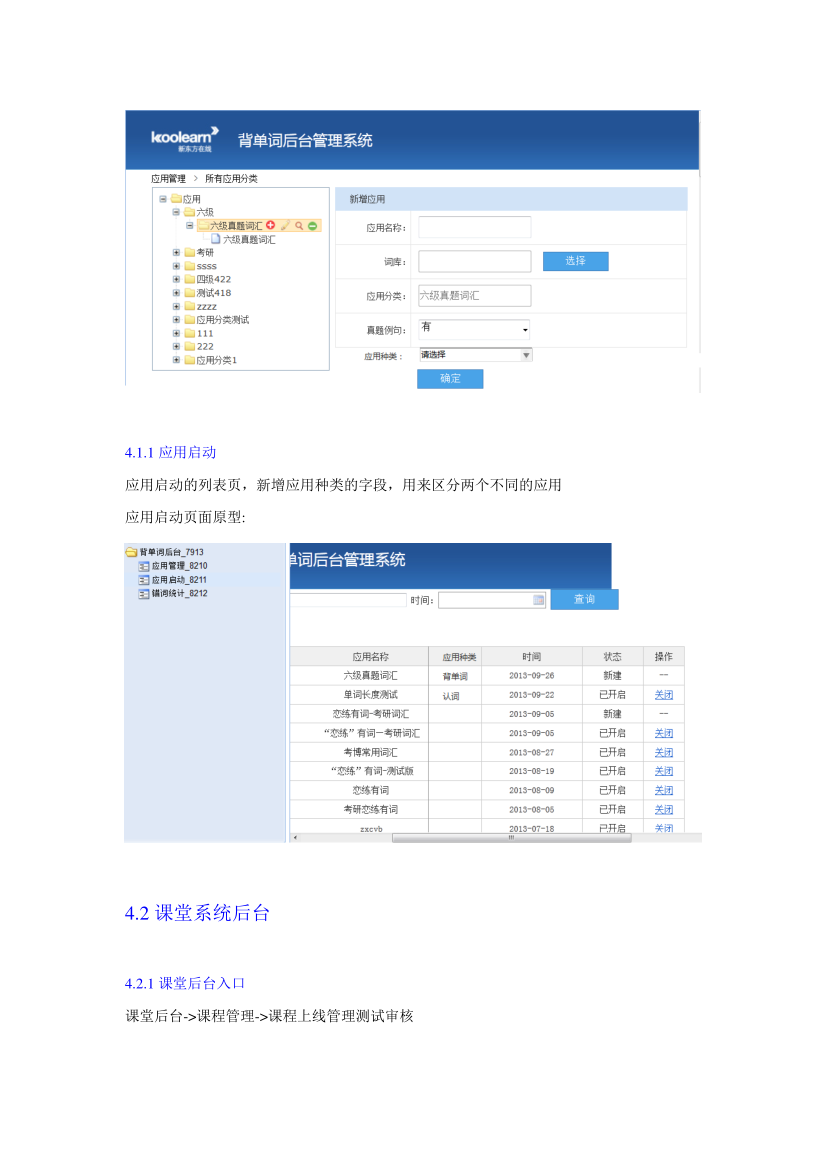 koolearn
新东方在线
背单词后台管理系统
应用管理 > 所有应用分类
应用
六级
六级真题词汇
六级真题词汇
考研
ssss
四级422
测试418
zzzz
应用分类测试
111
222
应用分类1
新增应用
应用名称：
词库：
选择
应用分类：
六级真题词汇
真题例句：
有
应用种类：
请选择
确定
4.1.1 应用启动
应用启动的列表页，新增应用种类的字段，用来区分两个不同的应用
应用启动页面原型:
背单词后台_7913
应用管理_8210
应用启动_8211
错词统计_8212
单词后台管理系统
时间：
查询
应用名称 应用种类 时间 状态 操作
六级真题词汇 背单词 2013-09-26 新建 --
单词长度测试 认词 2013-09-22 已开启 关闭
恋练有词-考研词汇 2013-09-05 新建 --
“恋练”有词—考研词汇 2013-09-05 已开启 关闭
考博常用词汇 2013-08-27 已开启 关闭
“恋练”有词-测试版 2013-08-19 已开启 关闭
恋练有词 2013-08-09 已开启 关闭
考研恋练有词 2013-08-05 已开启 关闭
zxcvb 2013-07-18 已开启 关闭
4.2 课堂系统后台
4.2.1 课堂后台入口
课堂后台->课程管理->课程上线管理测试审核